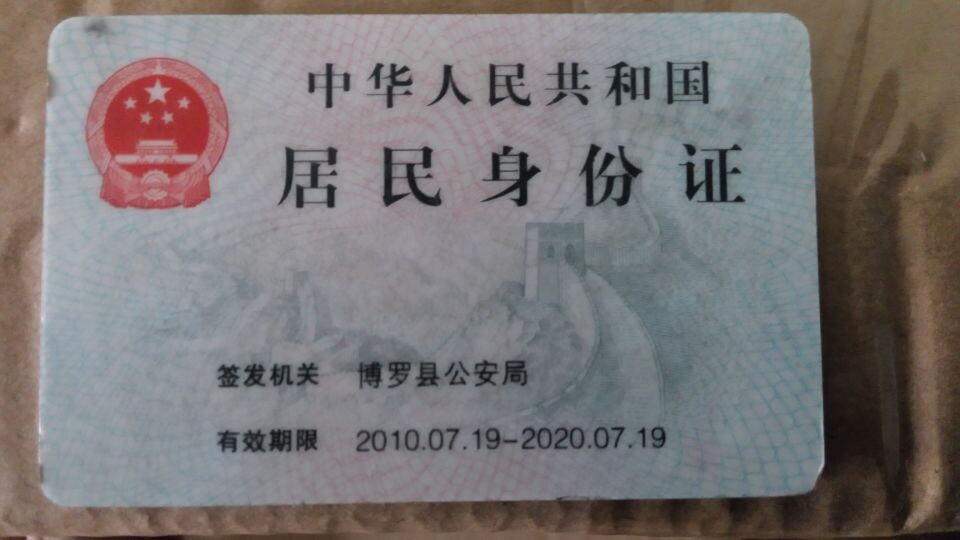 中华人民共和国
居民身份证
签发机关 博罗县公安局
有效期限 2010.07.19-2020.07.19